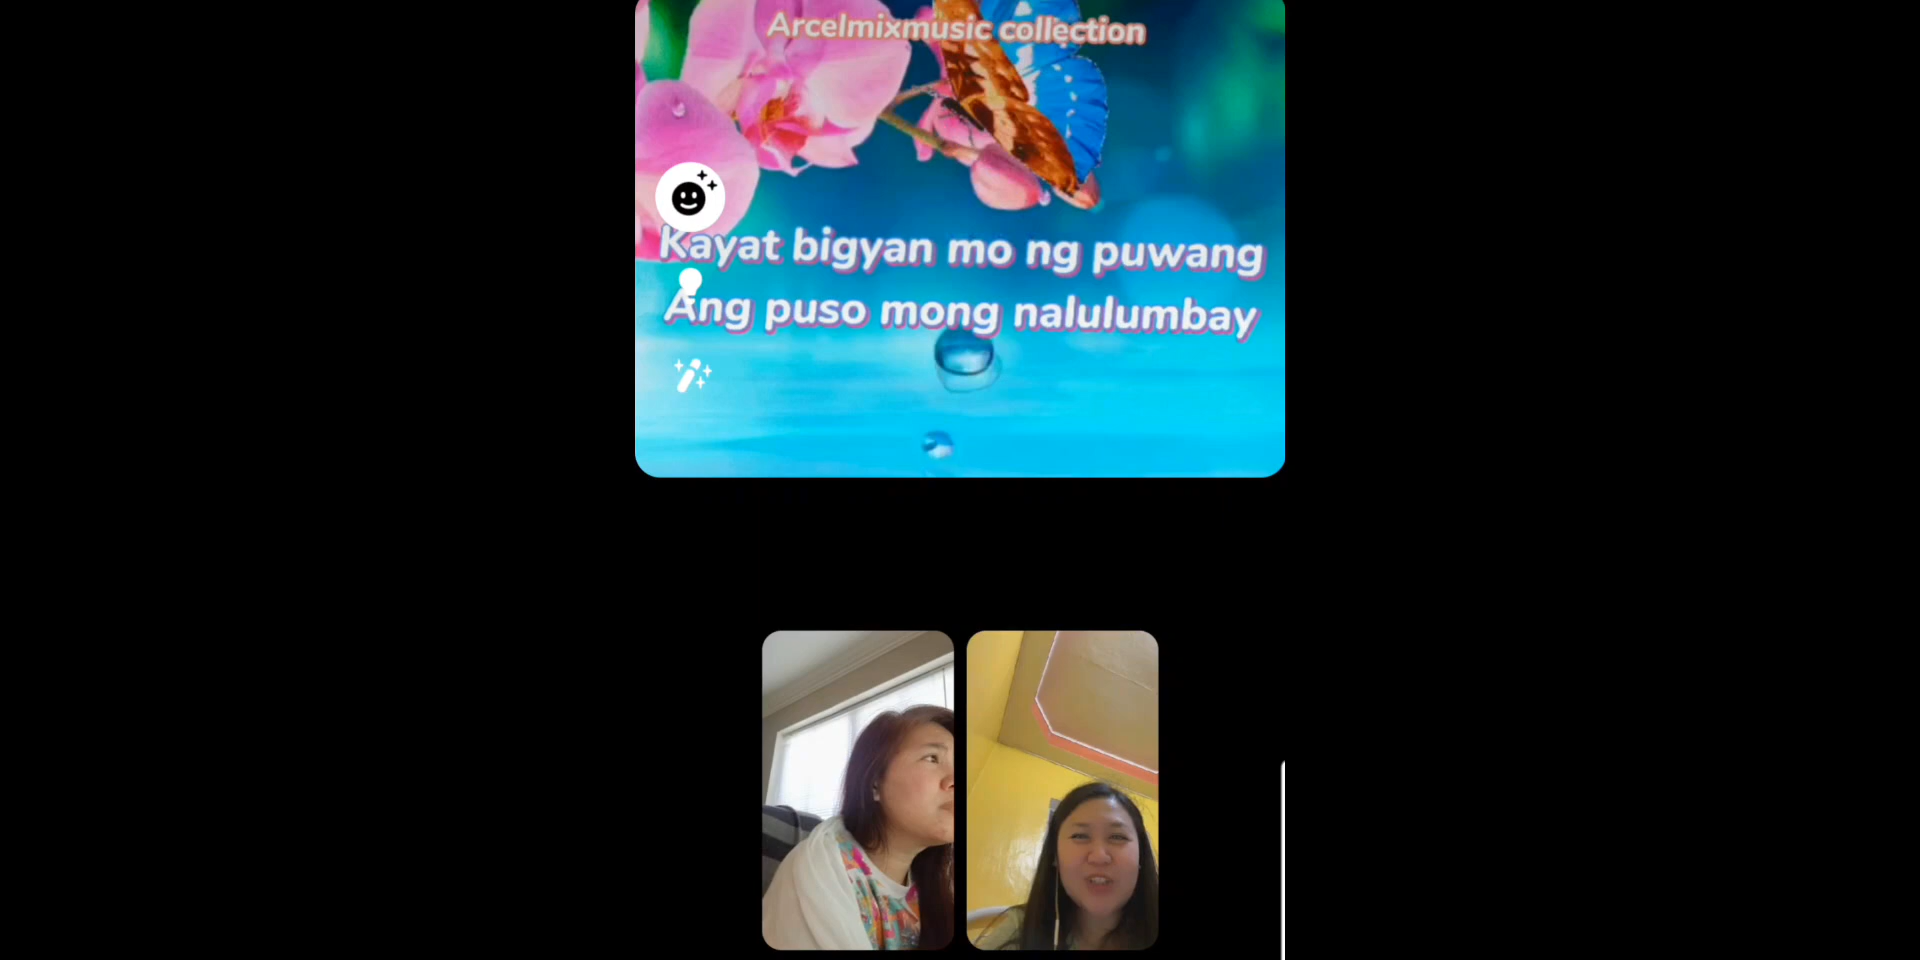 Arcelmixmusic collection
Kayat bigyan mo ng puwang
Ang puso mong nalulumbay